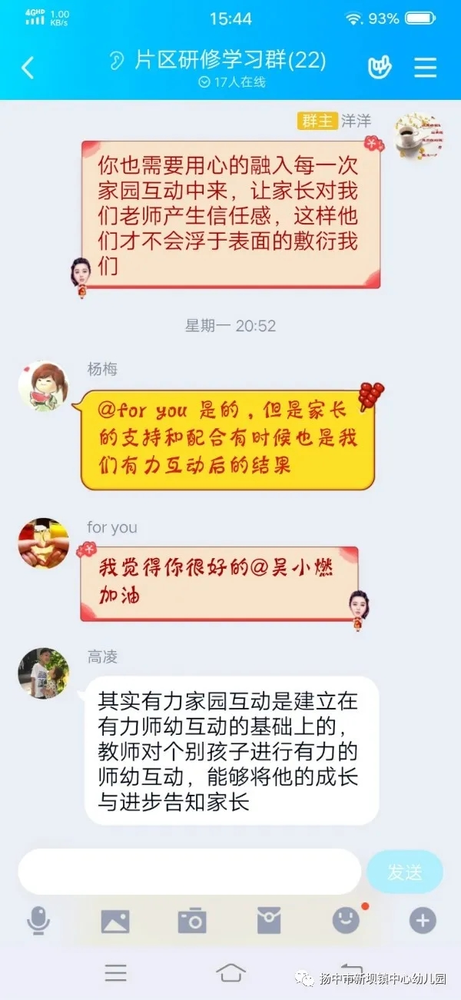 4GHD 1.00 KB/s 15:44 93%
片区研修学习群(22)
17人在线
群主 洋洋
你也需要用心的融入每一次
家园互动中来，让家长对我
们老师产生信任感，这样他
们才不会浮于表面的敷衍我
们
星期一 20:52
杨梅
@for you 是的，但是家长
的支持和配合有时候也是我
们有力互动后的结果
for you
我觉得你很好的@吴小燃
加油
高凌
其实有力家园互动是建立在
有力师幼互动的基础上的，
教师对个别孩子进行有力的
师幼互动，能够将他的成长
与进步告知家长
发送
扬中市新坝镇中心幼儿园